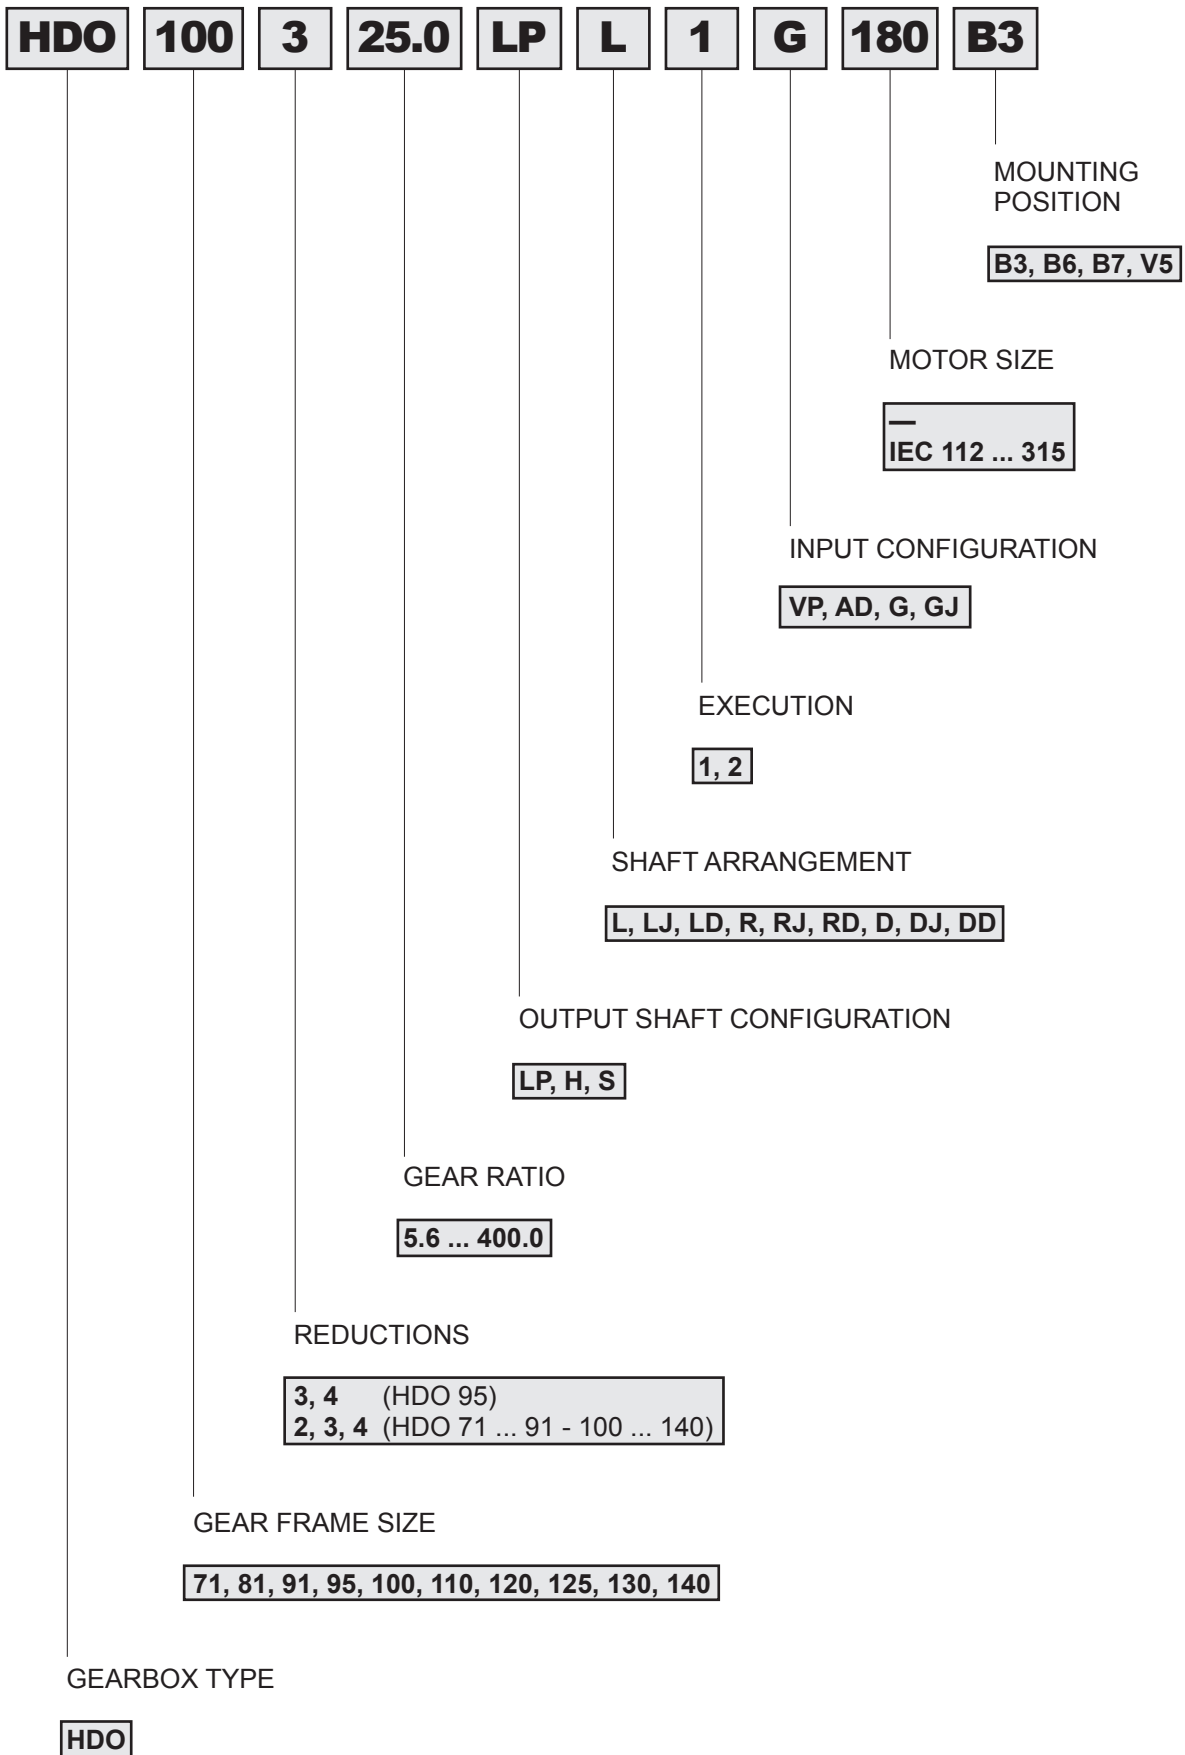 HDO 100 3 25.0 LP L 1 G 180 B3
MOUNTING
POSITION
B3, B6, B7, V5
MOTOR SIZE
—
IEC 112 ... 315
INPUT CONFIGURATION
VP, AD, G, GJ
EXECUTION
1, 2
SHAFT ARRANGEMENT
L, LJ, LD, R, RJ, RD, D, DJ, DD
OUTPUT SHAFT CONFIGURATION
LP, H, S
GEAR RATIO
5.6 ... 400.0
REDUCTIONS
3, 4 (HDO 95)
2, 3, 4 (HDO 71 ... 91 - 100 ... 140)
GEAR FRAME SIZE
71, 81, 91, 95, 100, 110, 120, 125, 130, 140
GEARBOX TYPE
HDO